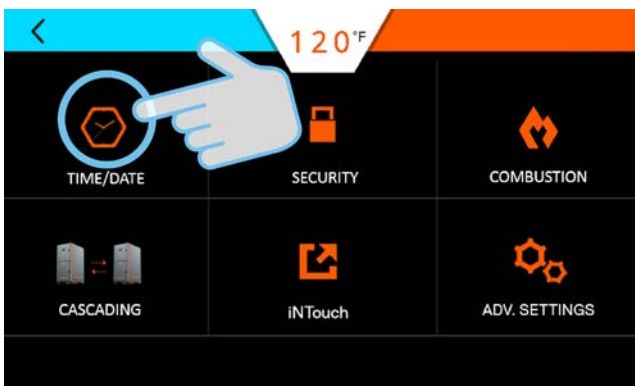 120°F
TIME/DATE
SECURITY
COMBUSTION
CASCADING
iNTouch
ADV. SETTINGS